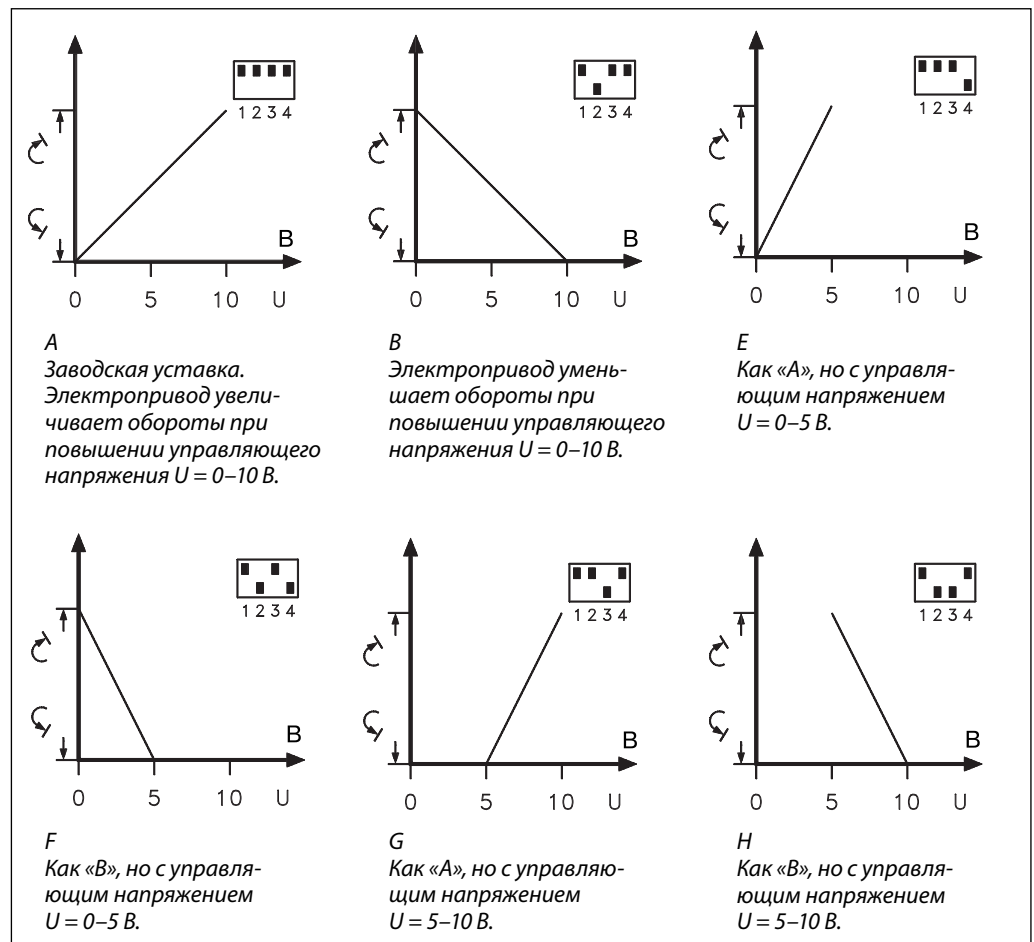 1 2 3 4
В
0 5 10 U
A
Заводская уставка.
Электропривод увели-
чивает обороты при
повышении управляющего
напряжения U = 0–10 В.
1 2 3 4
В
0 5 10 U
B
Электропривод умень-
шает обороты при
повышении управляющего
напряжения U = 0–10 В.
1 2 3 4
В
0 5 10 U
E
Как «А», но с управля-
ющим напряжением
U = 0–5 В.
1 2 3 4
В
0 5 10 U
F
Как «В», но с управля-
ющим напряжением
U = 0–5 В.
1 2 3 4
В
0 5 10 U
G
Как «А», но с управляю-
щим напряжением
U = 5–10 В.
1 2 3 4
В
0 5 10 U
H
Как «В», но с управля-
ющим напряжением
U = 5–10 В.